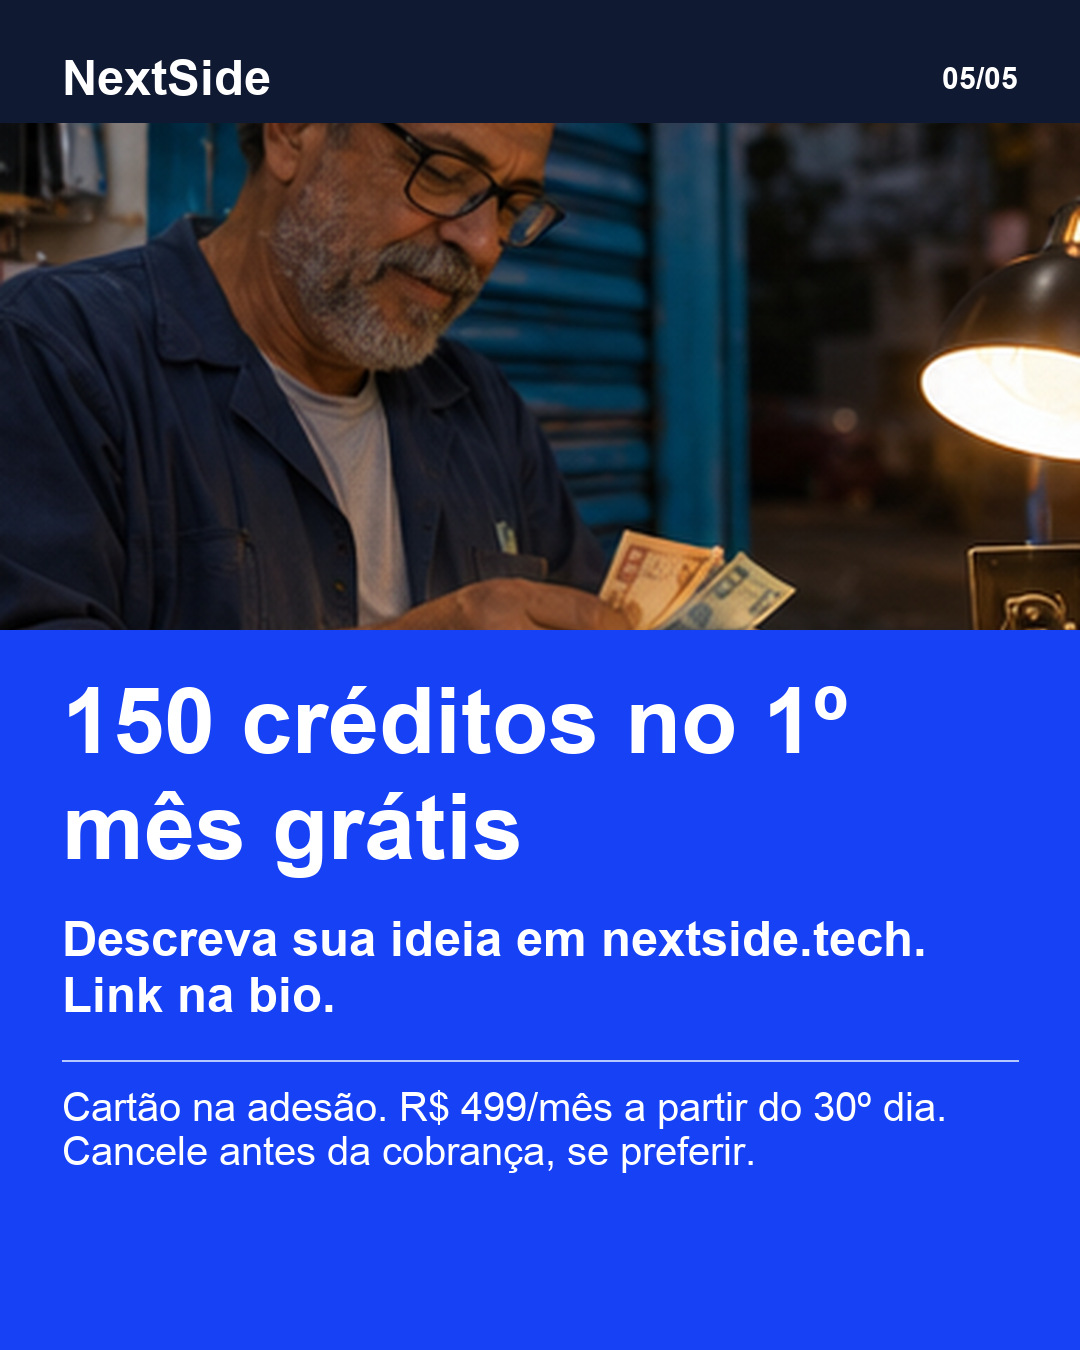 NextSide
05/05
150 créditos no 1º
mês grátis
Descreva sua ideia em nextside.tech.
Link na bio.
Cartão na adesão. R$ 499/mês a partir do 30º dia.
Cancele antes da cobrança, se preferir.